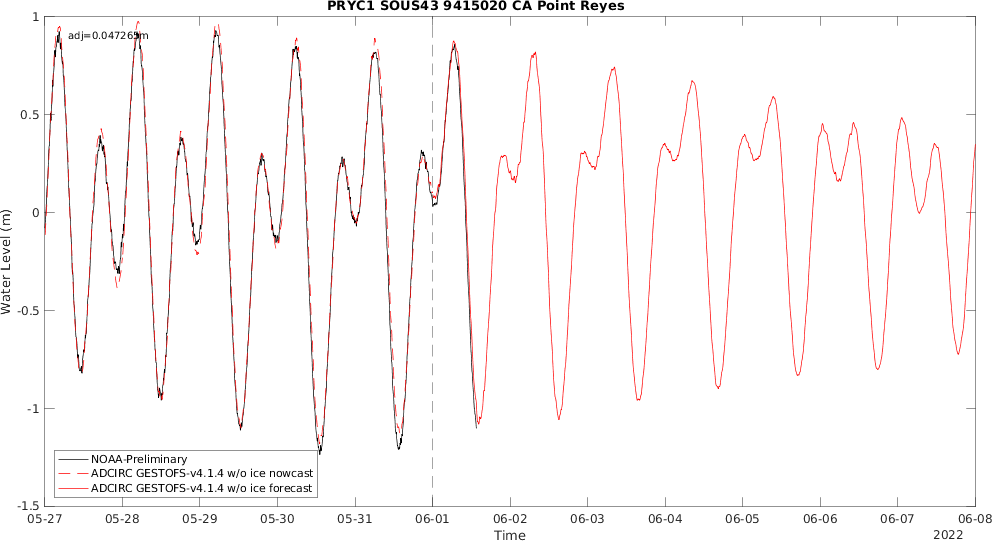 PRYC1 SOUS43 9415020 CA Point Reyes
adj=0.047265m
Water Level (m)
1
0.5
0
-0.5
-1
-1.5
NOAA-Preliminary
ADCIRC GESTOFS-v4.1.4 w/o ice nowcast
ADCIRC GESTOFS-v4.1.4 w/o ice forecast
05-27 05-28 05-29 05-30 05-31 06-01 06-02 06-03 06-04 06-05 06-06 06-07 06-08
Time
2022